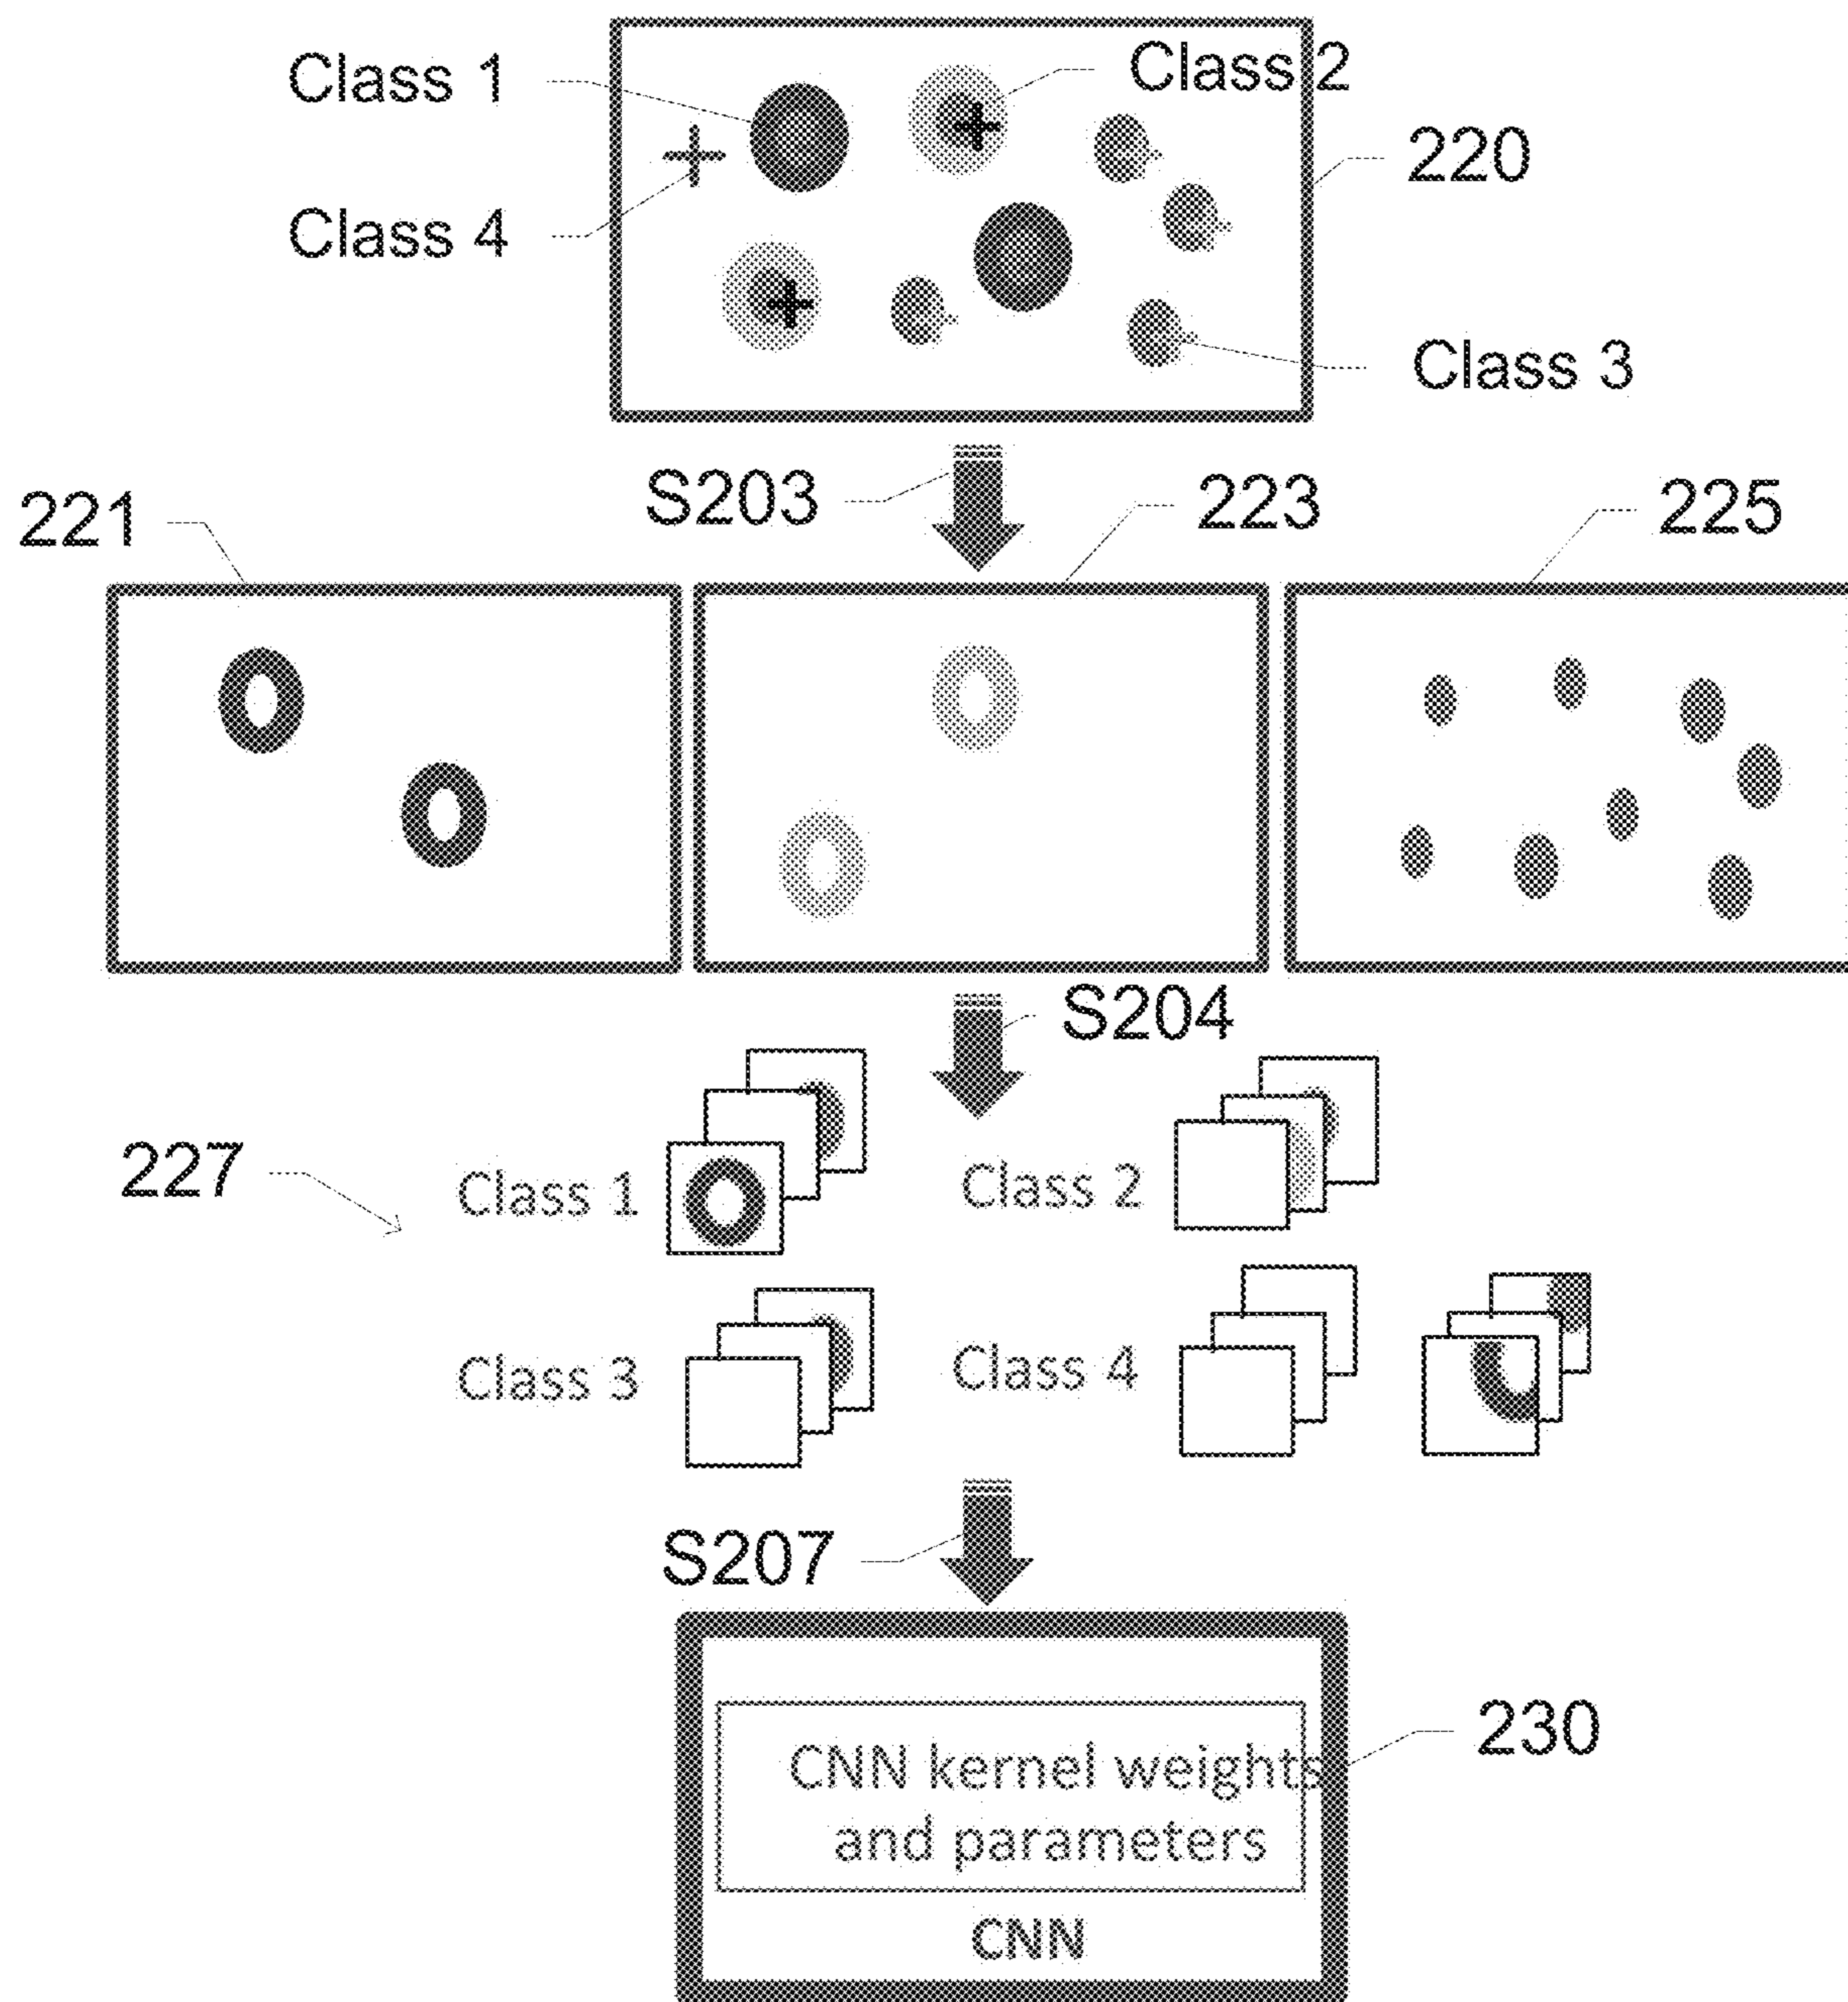 Class 1
Class 2
220
Class 4
Class 3
S203
223
225
221
S204
227
Class 1
Class 2
Class 3
Class 4
S207
CNN kernel weights
and parameters
230
CNN